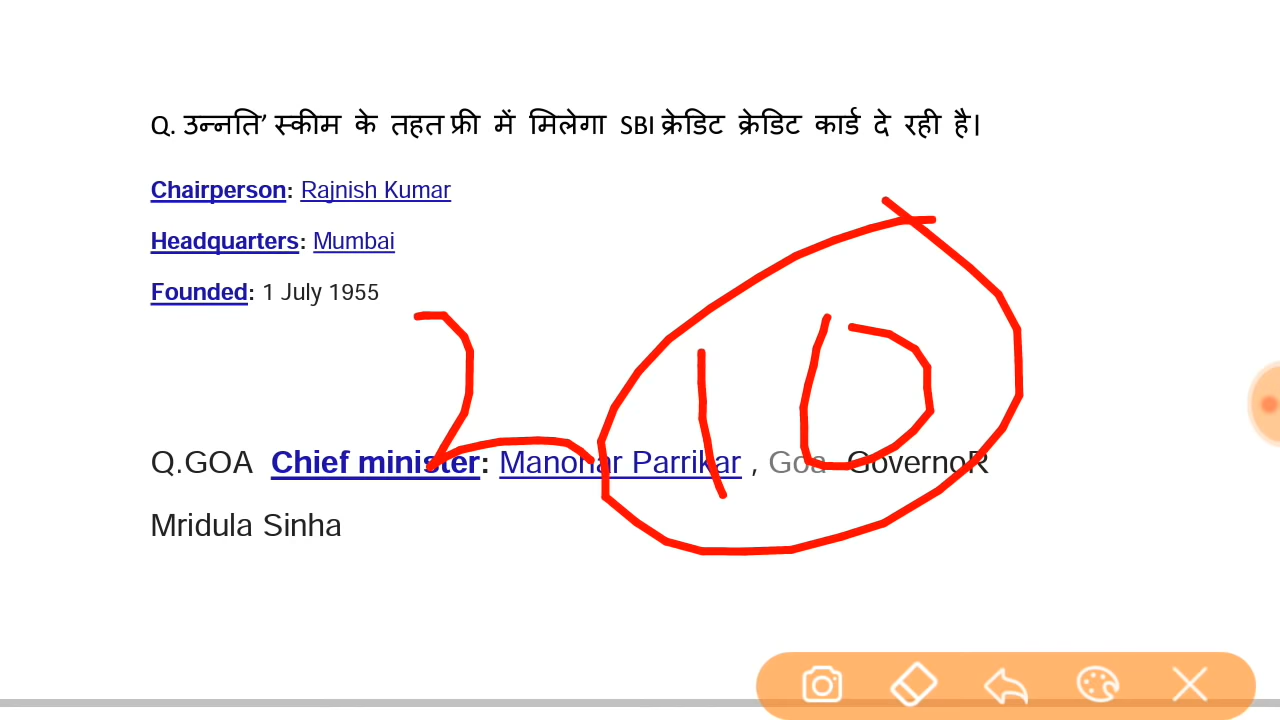 Q. उन्नति’ स्कीम के तहत फ्री में मिलेगा SBI क्रेडिट क्रेडिट कार्ड दे रही है।
Chairperson: Rajnish Kumar
Headquarters: Mumbai
Founded: 1 July 1955
2 10
Q.GOA Chief minister: Manohar Parrikar , Goa GovernoR
Mridula Sinha